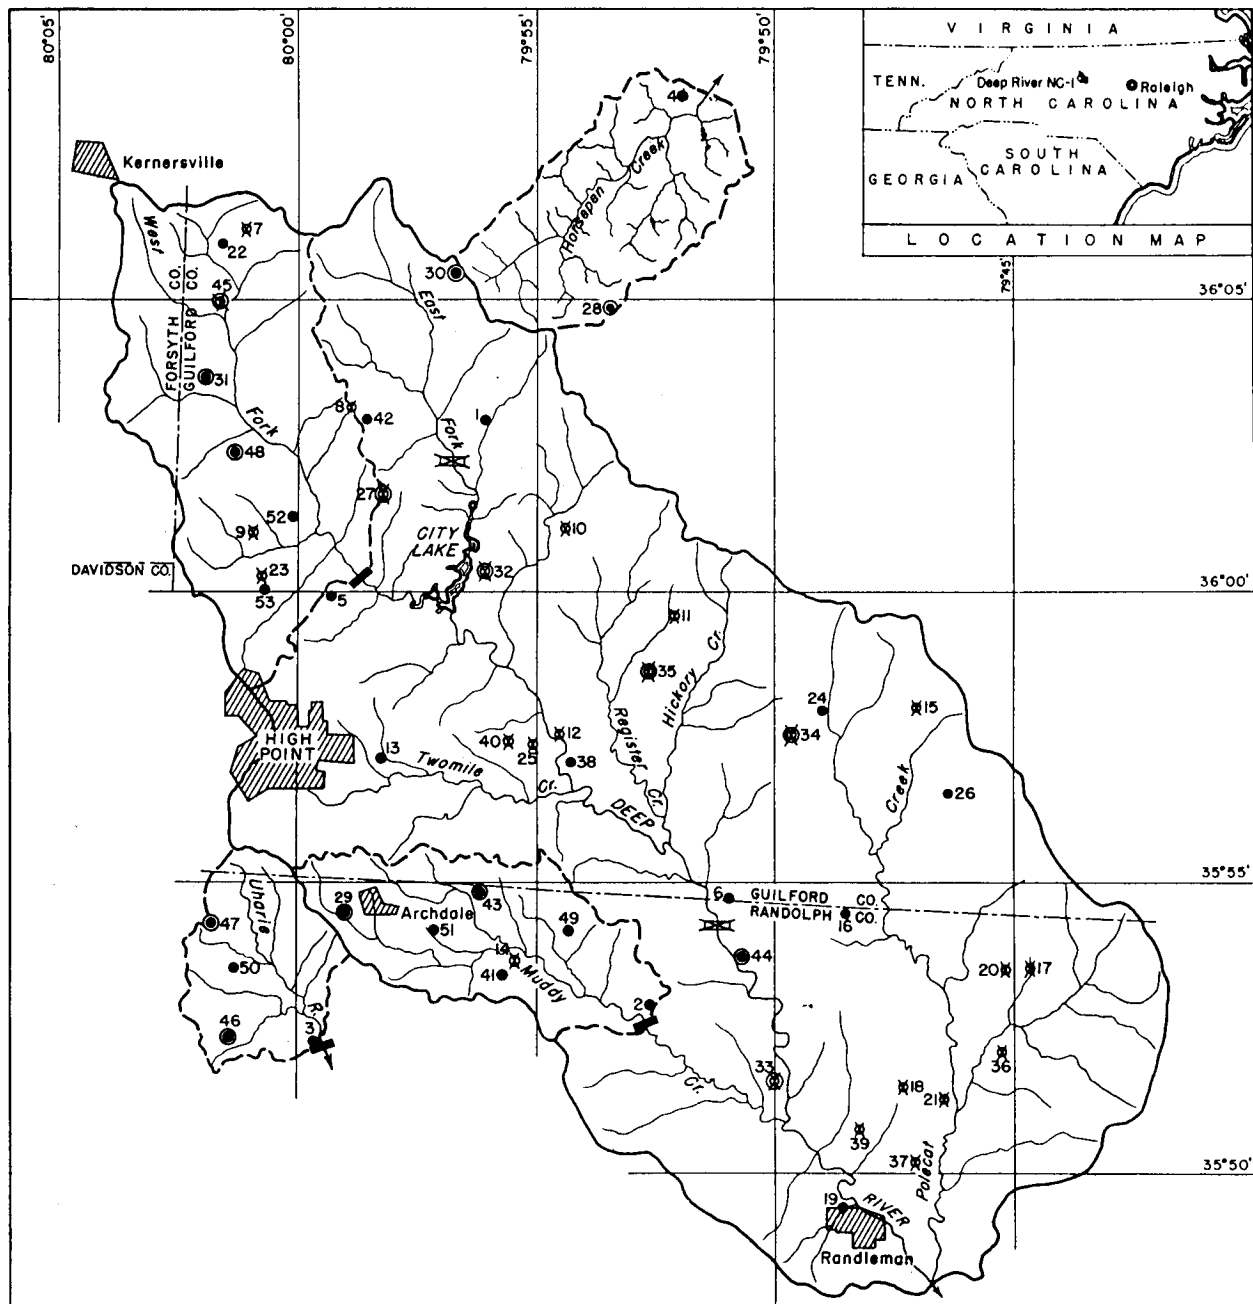 80°05'
80°00'
79°55'
79°50'
VIRGINIA
TENN.
Deep River NC-1
Raleigh
NORTH CAROLINA
SOUTH
CAROLINA
GEORGIA
LOCATION MAP
79°45'
36°05'
Kernersville
4
Horsepen Creek
West
7
22
30
East
28
45
FORSYTH CO.
GUILFORD CO.
31
8
42
1
Fork
Fork
48
27
52
9
10
CITY
LAKE
32
DAVIDSON CO.
23
53
5
36°00'
11
35
Hickory Cr.
24
15
34
HIGH
POINT
13
40
25
12
38
Register Cr.
Twomile
Cr.
DEEP
Creek
26
35°55'
Uharie
29
Archdale
43
6
GUILFORD CO.
RANDOLPH CO.
16
47
51
49
14
44
50
41
Muddy
20
17
R.
46
3
2
36
33
Cr.
18
21
39
37
Polecat
35°50'
19
RIVER
Randleman